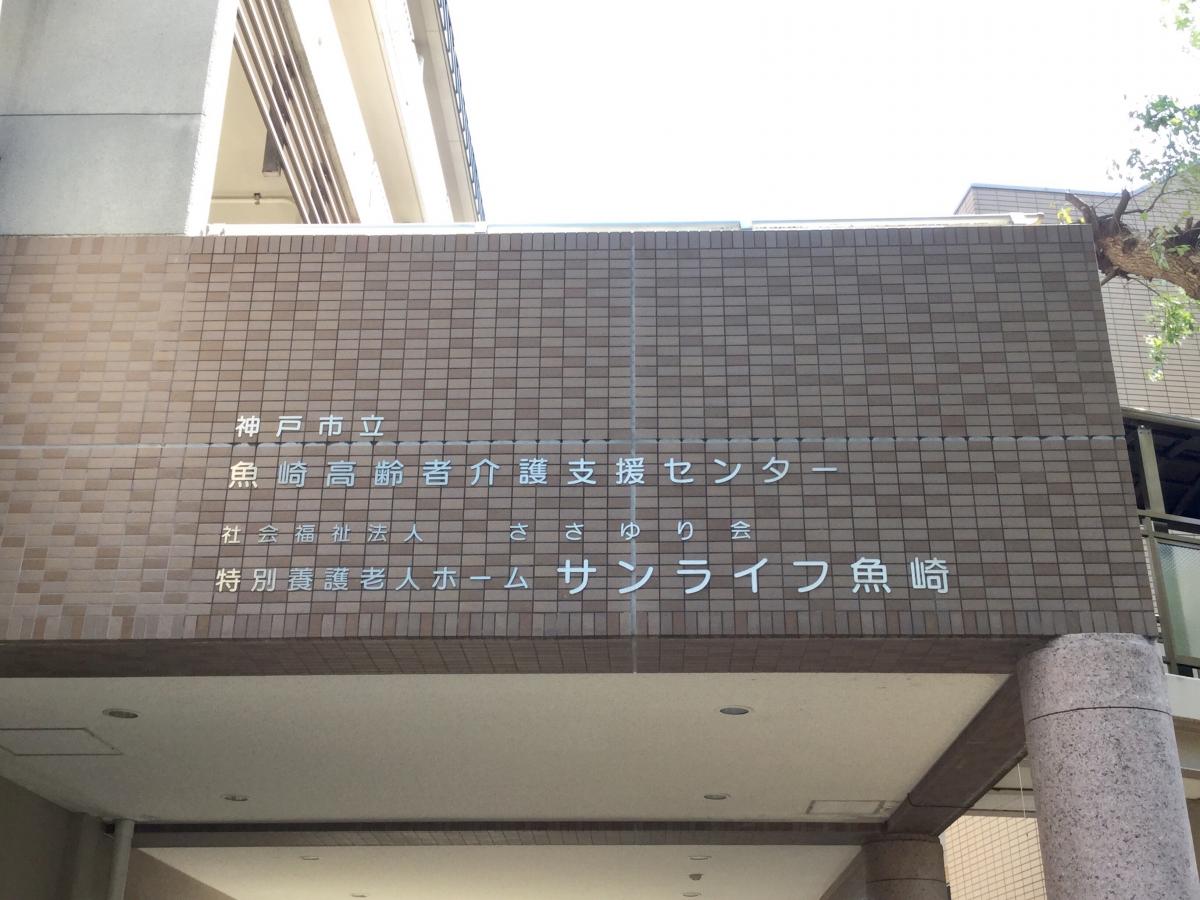 神戸市立
魚崎高齢者介護支援センター
社会福祉法人 ささゆり会
特別養護老人ホーム サンライフ魚崎